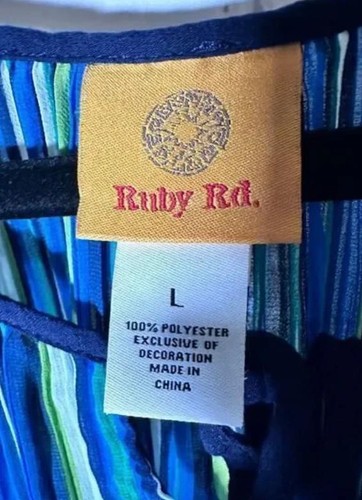 Ruby Rd.
L
100% POLYESTER
EXCLUSIVE OF
DECORATION
MADE IN
CHINA